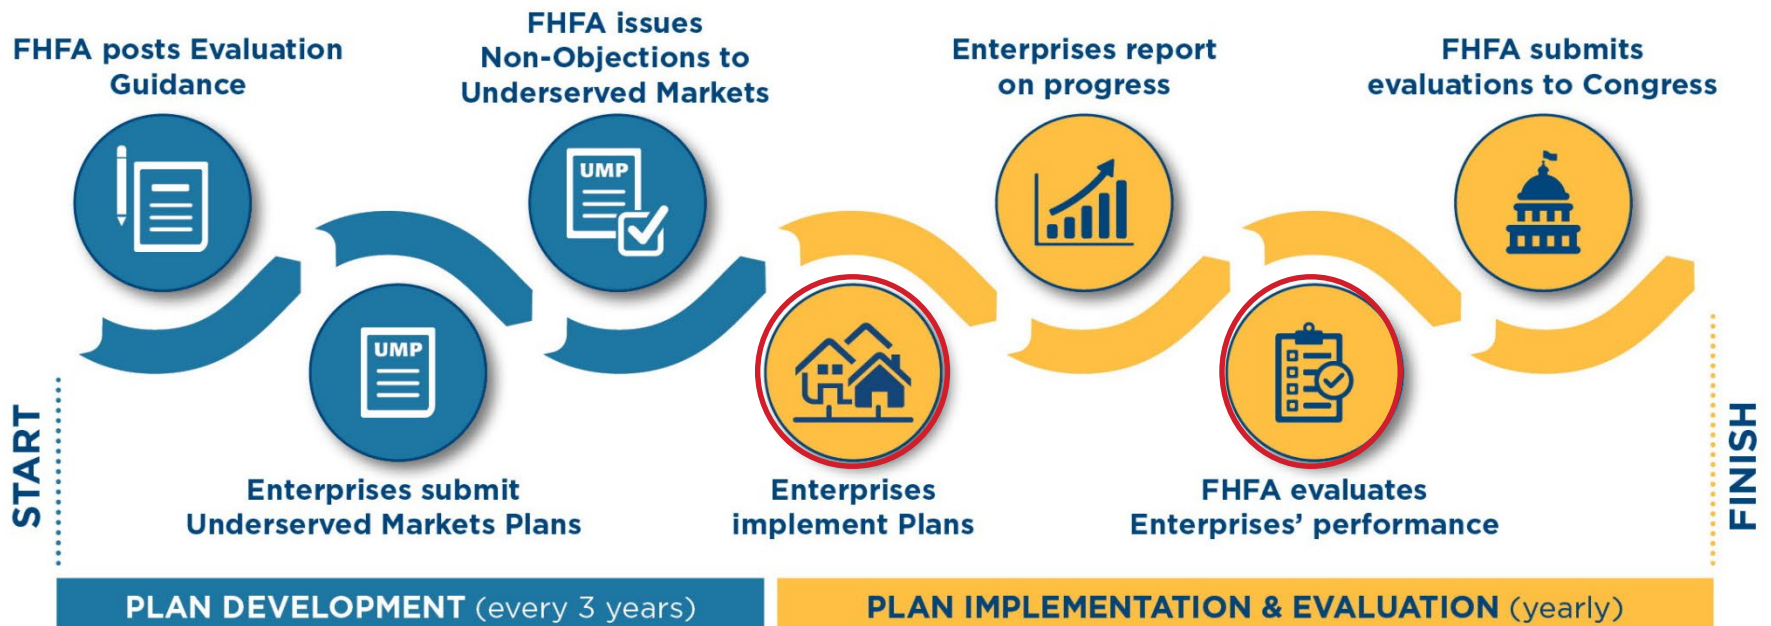 FHFA posts Evaluation
Guidance
FHFA issues
Non-Objections to
Underserved Markets
Enterprises report
on progress
FHFA submits
evaluations to Congress
UMP
UMP
START
Enterprises submit
Underserved Markets Plans
Enterprises
implement Plans
FHFA evaluates
Enterprises’ performance
FINISH
PLAN DEVELOPMENT (every 3 years)
PLAN IMPLEMENTATION & EVALUATION (yearly)